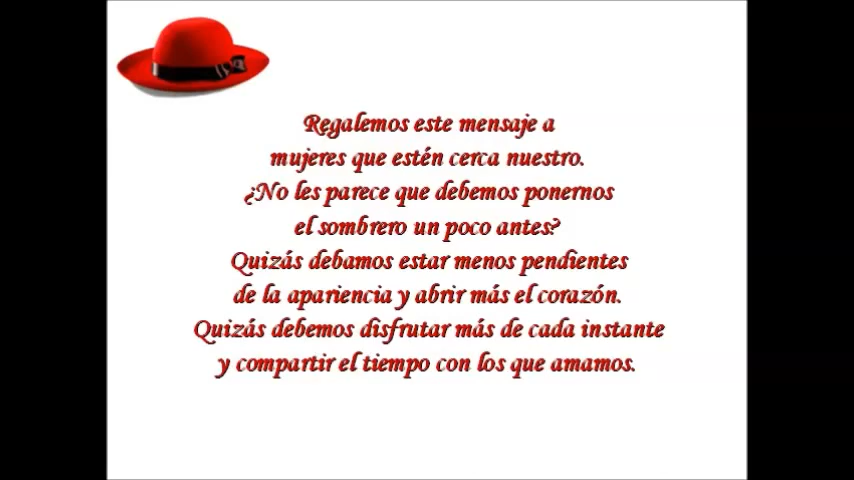 Regalemos este mensaje a
mujeres que estén cerca nuestro.
¿No les parece que debemos ponernos
el sombrero un poco antes?
Quizás debamos estar menos pendientes
de la apariencia y abrir más el corazón.
Quizás debemos disfrutar más de cada instante
y compartir el tiempo con los que amamos.